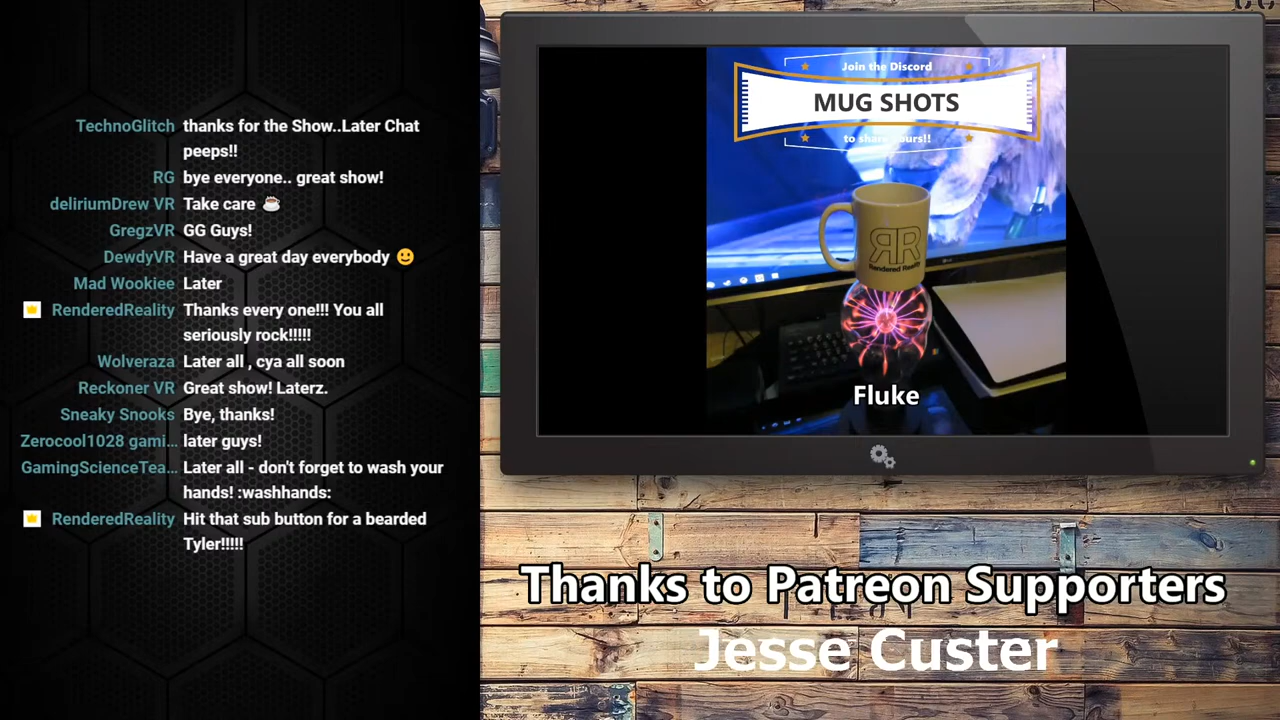 TechnoGlitch thanks for the Show..Later Chat
peeps!!
RG bye everyone.. great show!
deliriumDrew VR Take care ☕
GregzVR GG Guys!
DewdyVR Have a great day everybody 🙂
Mad Wookiee Later
RenderedReality Thanks every one!!! You all
seriously rock!!!!!
Wolveraza Later all , cya all soon
Reckoner VR Great show! Laterz.
Sneaky Snooks Bye, thanks!
Zerocool1028 gami... later guys!
GamingScienceTea... Later all - don't forget to wash your
hands! :washhands:
RenderedReality Hit that sub button for a bearded
Tyler!!!!!
Join the Discord
MUG SHOTS
to share yours!!
RR
Rendered Reality
Fluke
Thanks to Patreon Supporters
Jesse Custer